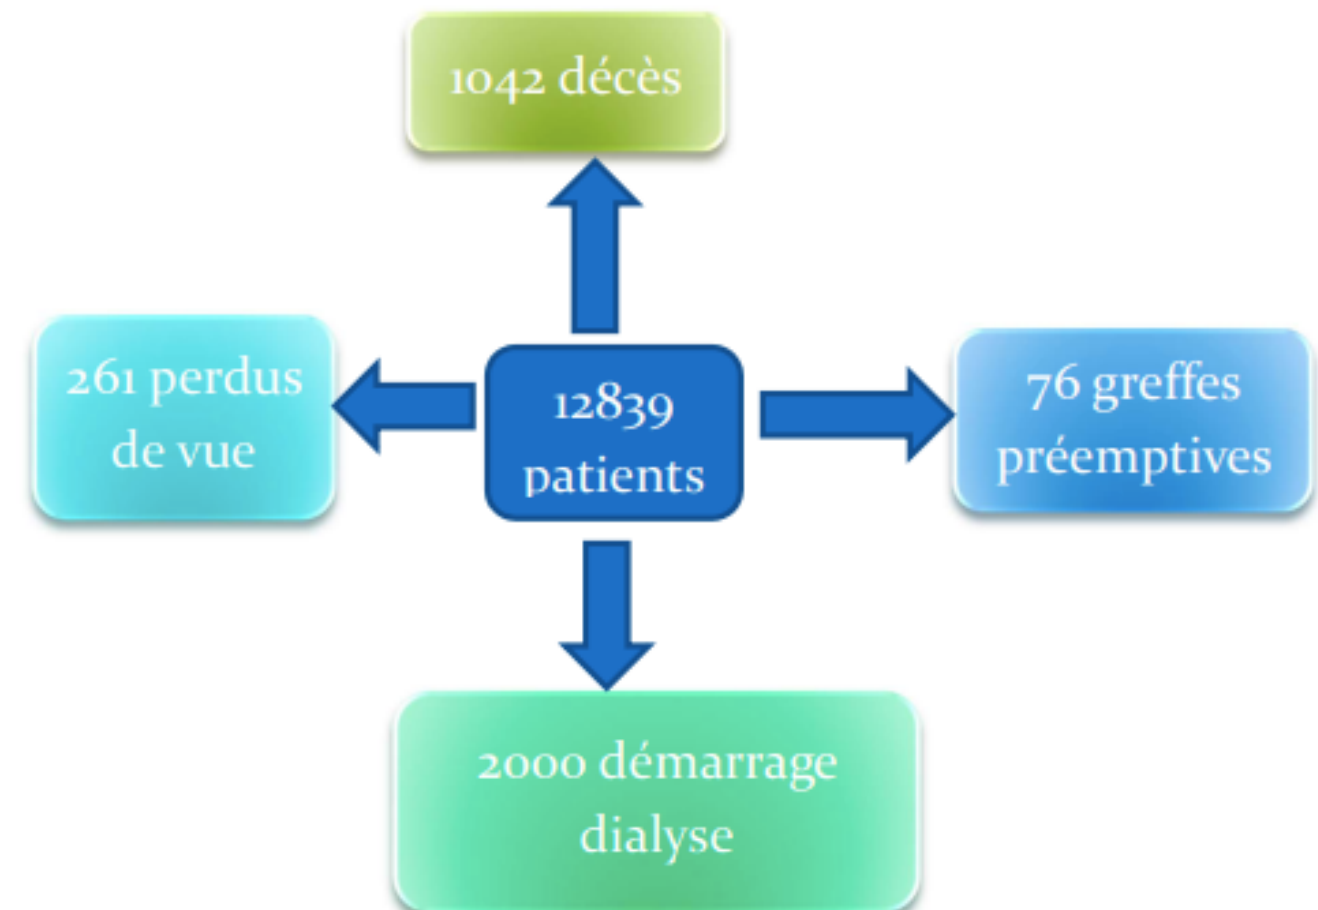 1042 décès
261 perdus
de vue
12839
patients
76 greffes
préemptives
2000 démarrage
dialyse